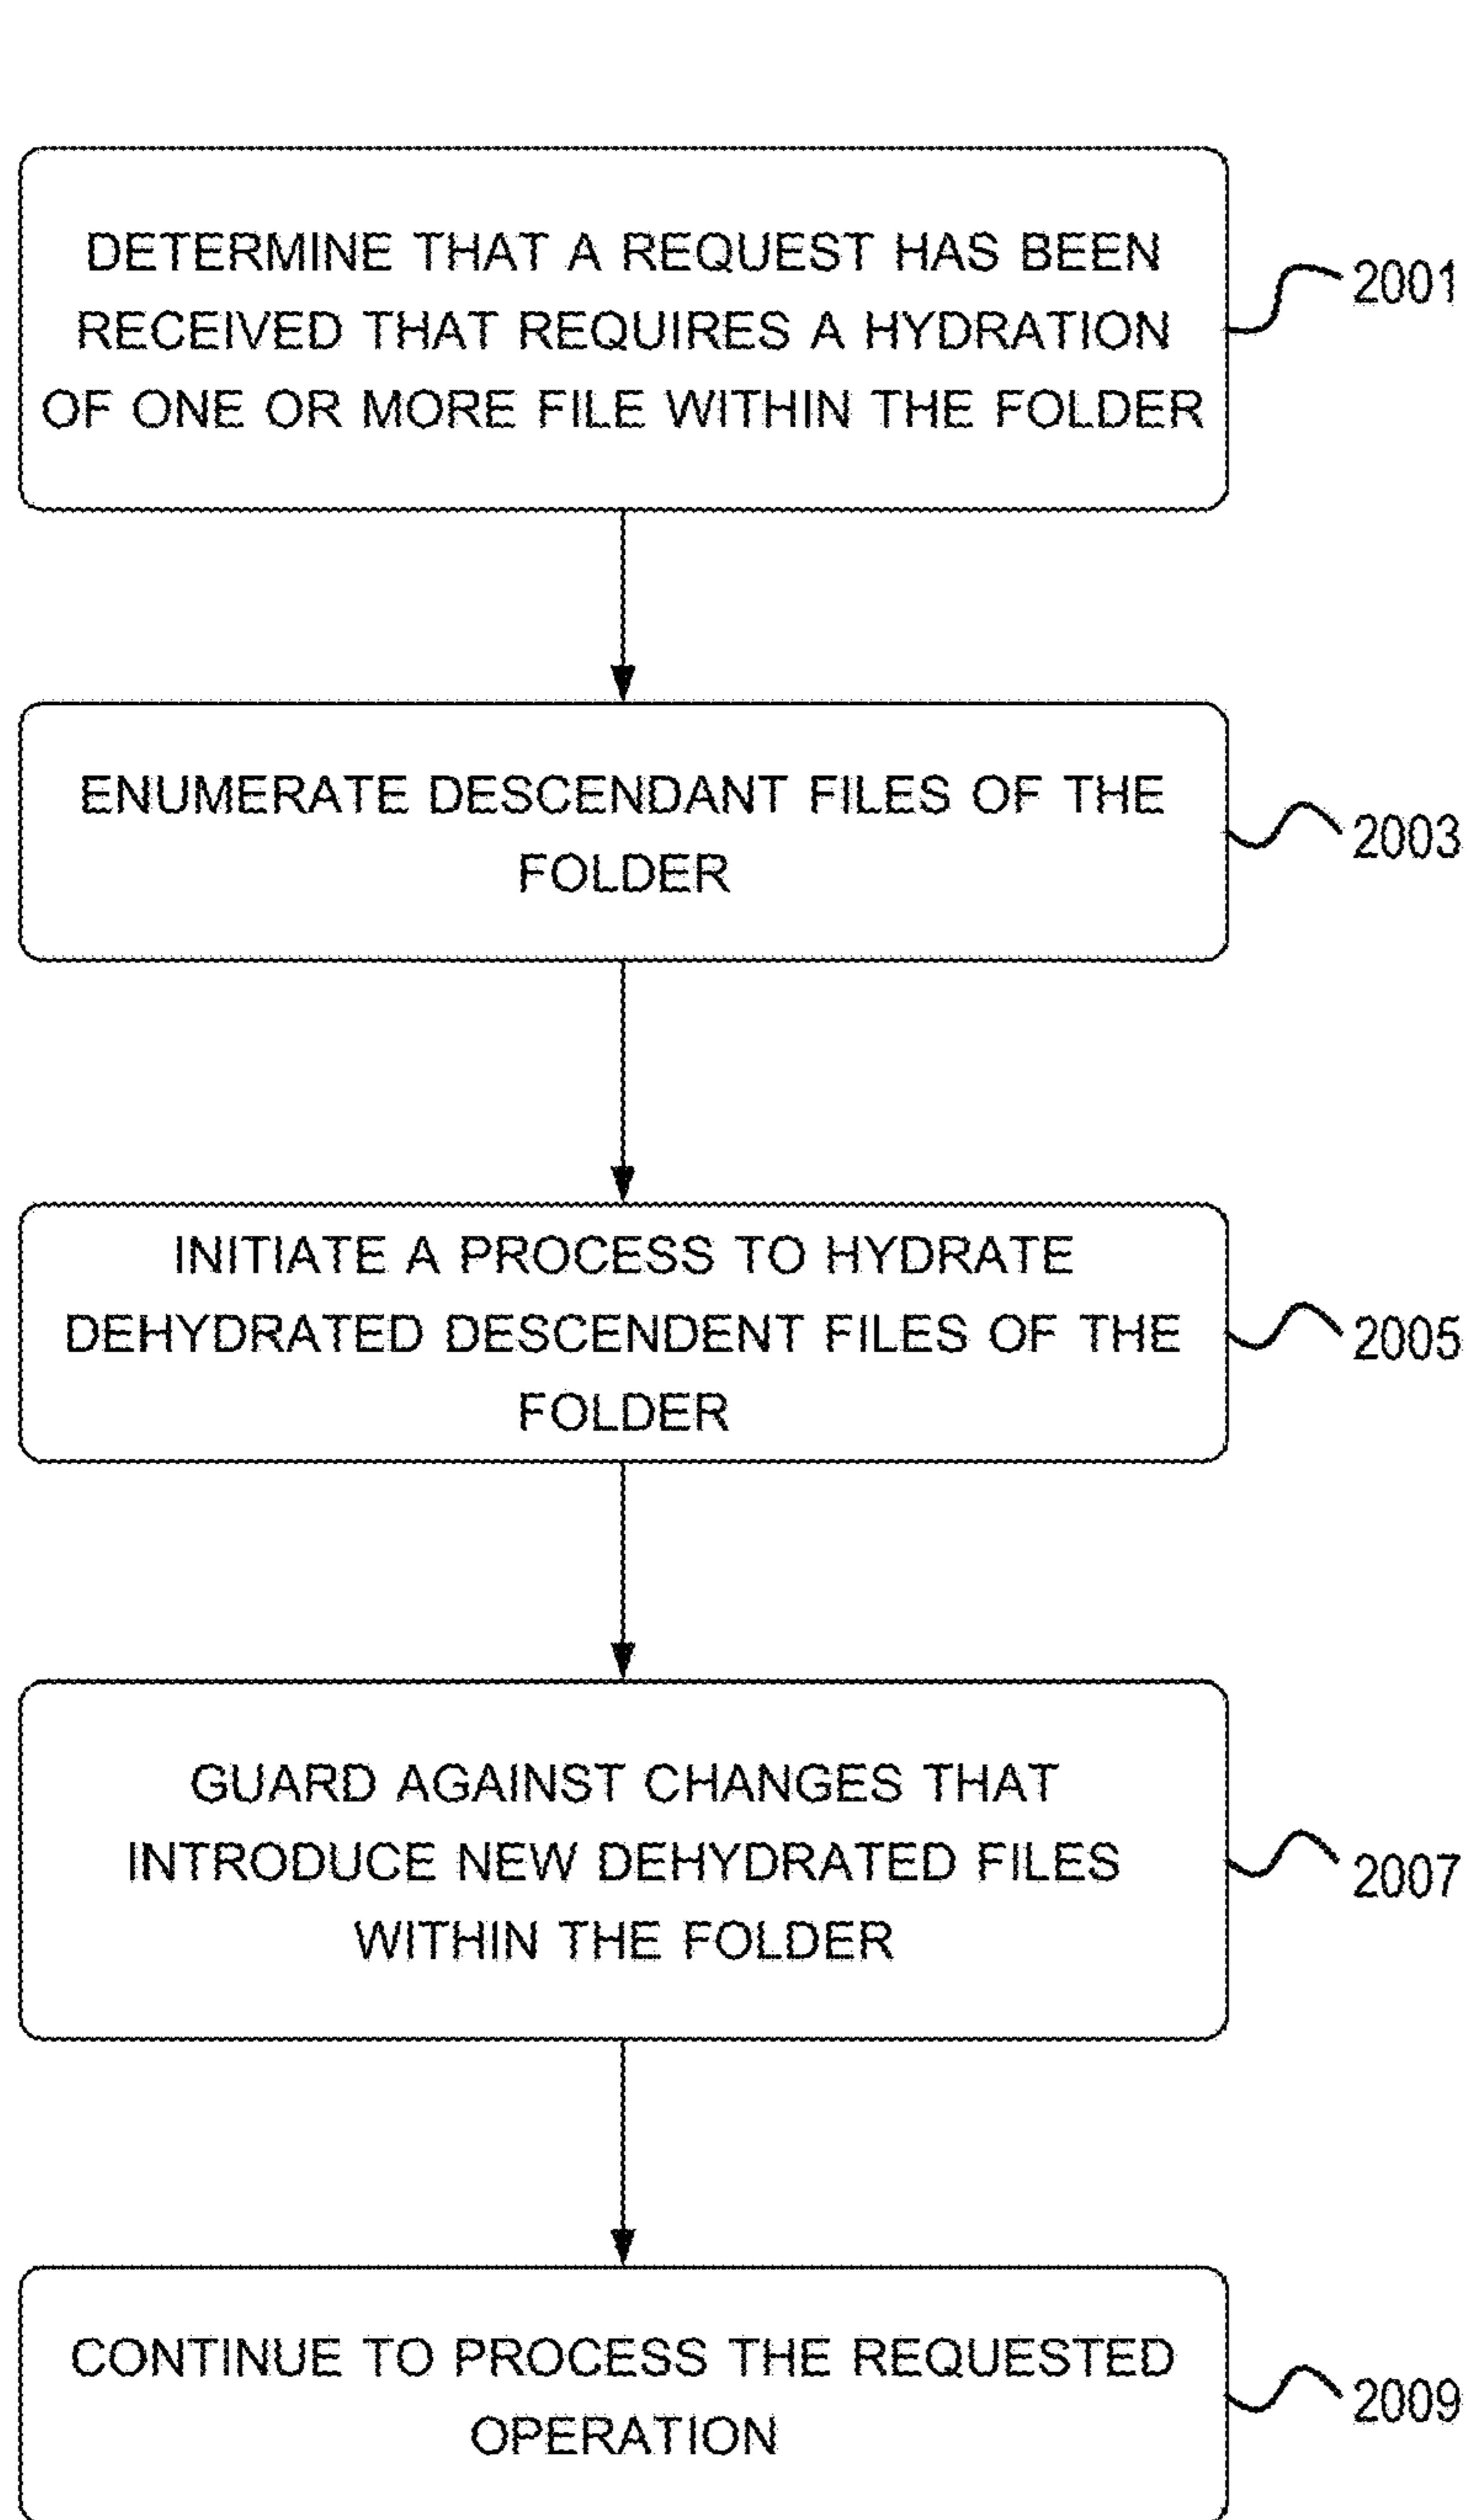 DETERMINE THAT A REQUEST HAS BEEN
RECEIVED THAT REQUIRES A HYDRATION
OF ONE OR MORE FILE WITHIN THE FOLDER
2001
ENUMERATE DESCENDANT FILES OF THE
FOLDER
2003
INITIATE A PROCESS TO HYDRATE
DEHYDRATED DESCENDENT FILES OF THE
FOLDER
2005
GUARD AGAINST CHANGES THAT
INTRODUCE NEW DEHYDRATED FILES
WITHIN THE FOLDER
2007
CONTINUE TO PROCESS THE REQUESTED
OPERATION
2009